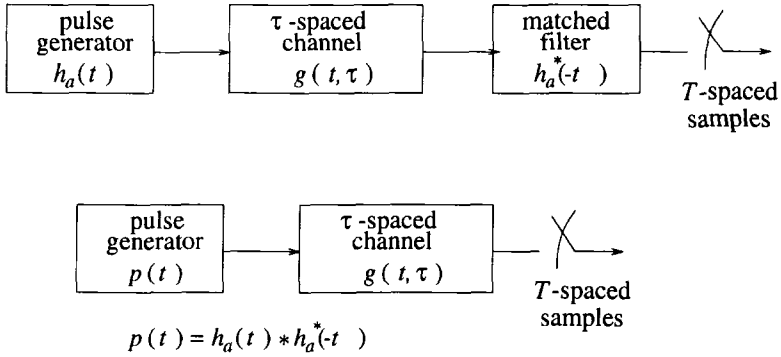 pulse generator h_a(t)
τ-spaced channel g(t,τ)
matched filter h_a^*(-t)
T-spaced samples
pulse generator p(t)
τ-spaced channel g(t,τ)
T-spaced samples
p(t) = h_a(t) * h_a^*(-t)